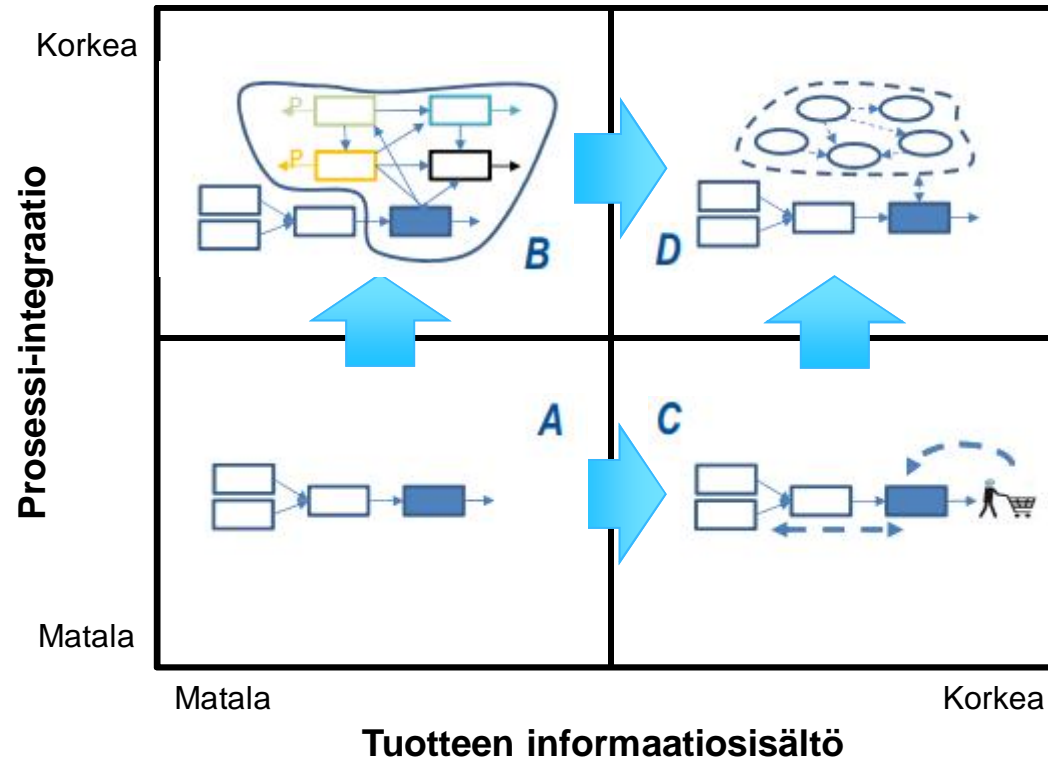 Korkea
Prosessi-integraatio
Matala
P
P
B
D
A
C
Matala
Korkea
Tuotteen informaatiosisältö